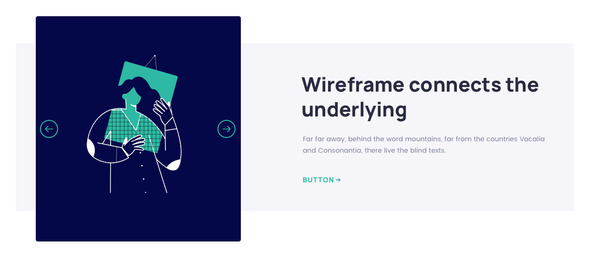 Wireframe connects the
underlying
Far far away, behind the word mountains, far from the countries Vocalia
and Consonantia, there live the blind texts.
BUTTON →